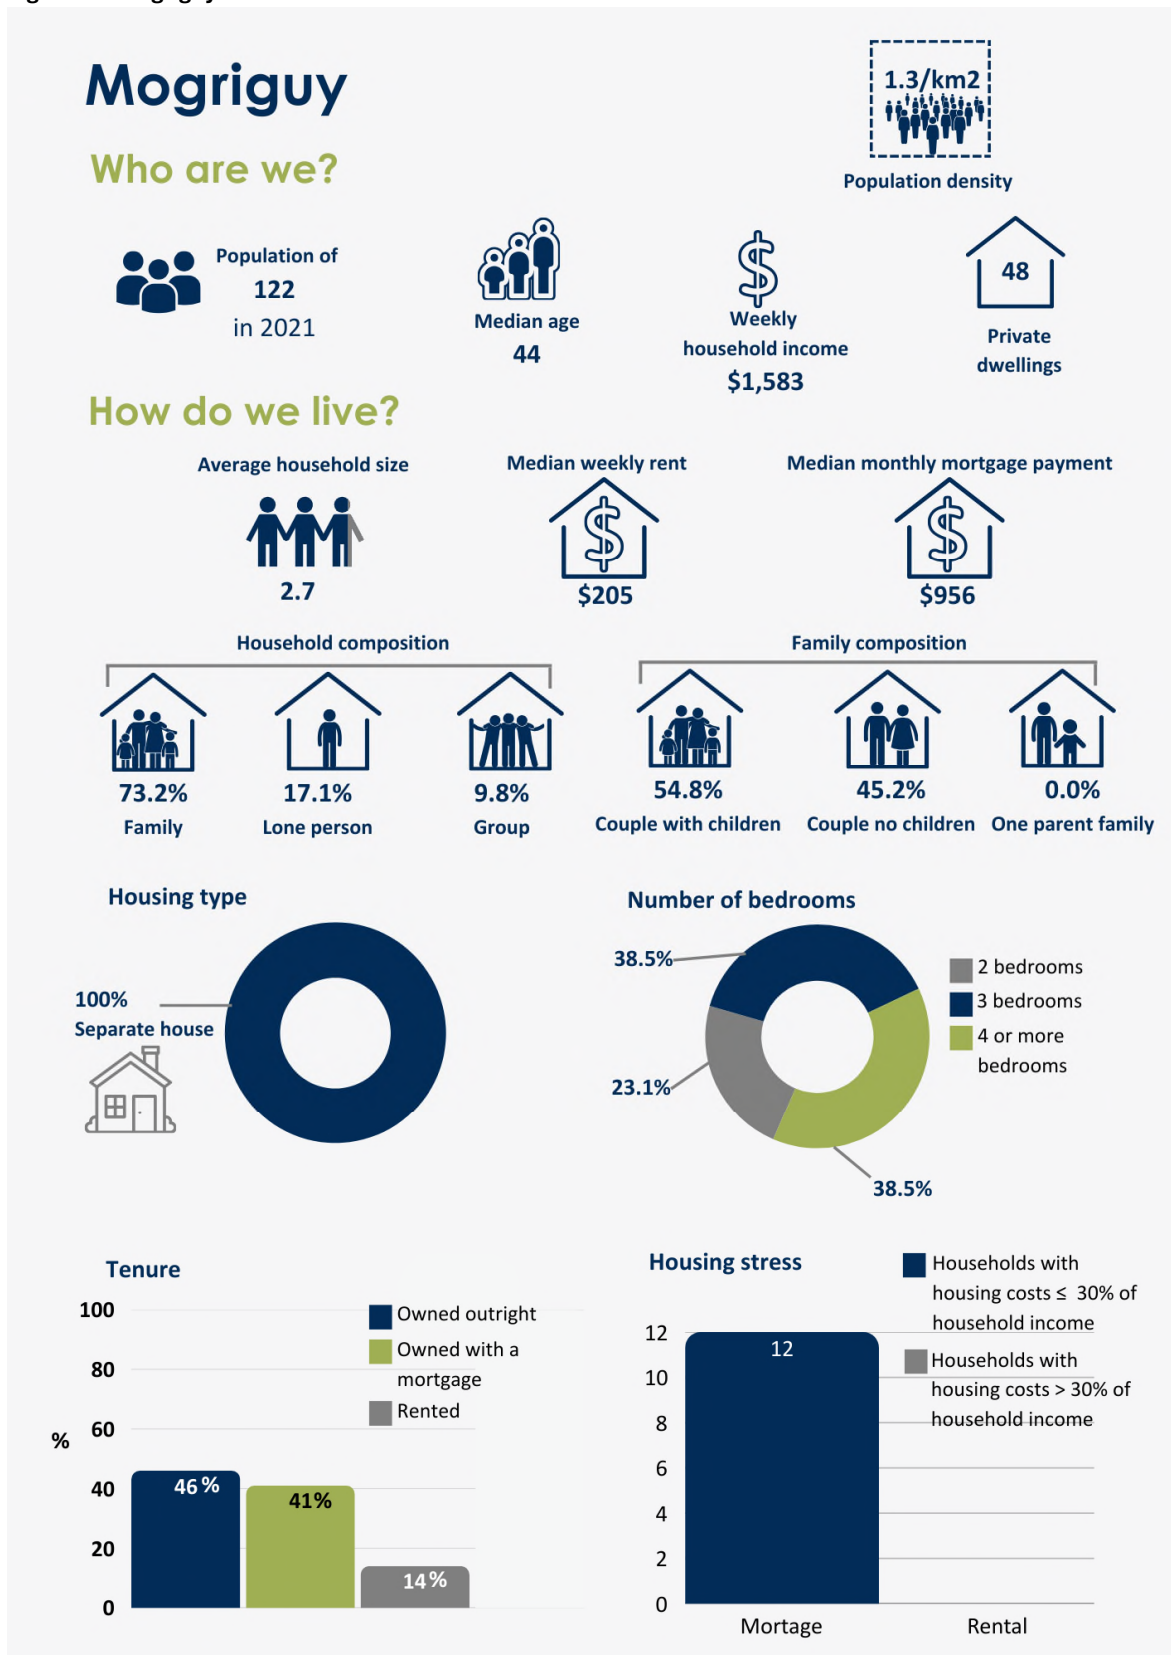 Mogriguy
1.3/km2
Population density
Who are we?
Population of
122
in 2021
Median age
44
Weekly
household income
$1,583
48
Private
dwellings
How do we live?
Average household size
2.7
Median weekly rent
$205
Median monthly mortgage payment
$956
Household composition
73.2%
Family
17.1%
Lone person
9.8%
Group
Family composition
54.8%
Couple with children
45.2%
Couple no children
0.0%
One parent family
Housing type
100%
Separate house
Number of bedrooms
38.5%
23.1%
38.5%
2 bedrooms
3 bedrooms
4 or more
bedrooms
Tenure
%
100
80
60
40
20
0
46%
41%
14%
Owned outright
Owned with a
mortgage
Rented
Housing stress
Households with
housing costs ≤ 30% of
household income
Households with
housing costs > 30% of
household income
12
10
8
6
4
2
0
12
Mortage
Rental